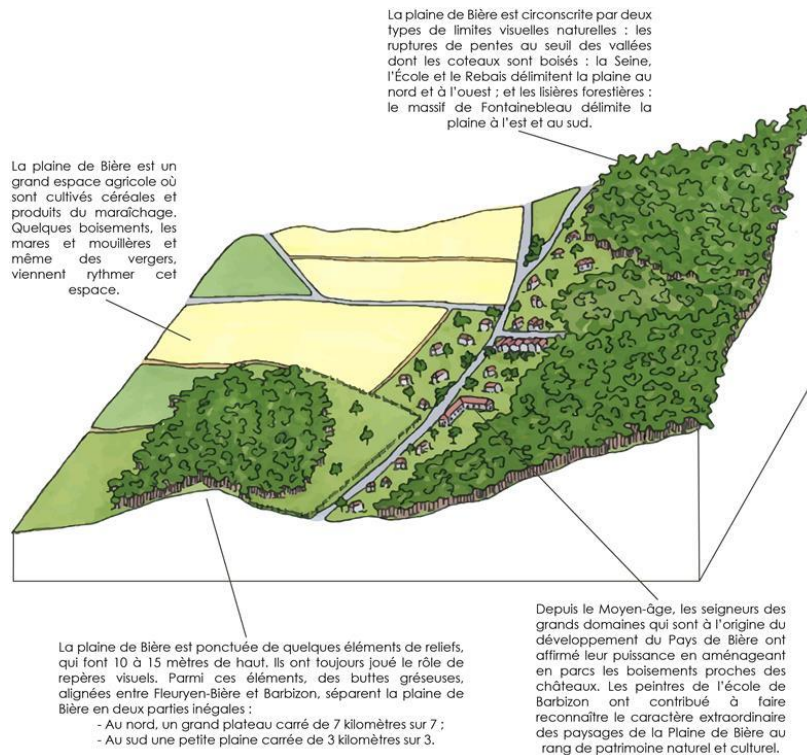 La plaine de Bière est circonscrite par deux
types de limites visuelles naturelles : les
ruptures de pentes au seuil des vallées
dont les coteaux sont boisés : la Seine,
l'École et le Rebais délimitent la plaine au
nord et à l'ouest ; et les lisières forestières :
le massif de Fontainebleau délimite la
plaine à l'est et au sud.
La plaine de Bière est un
grand espace agricole où
sont cultivés céréales et
produits du maraîchage.
Quelques boisements, les
mares et mouillères et
même des vergers,
viennent rythmer cet
espace.
La plaine de Bière est ponctuée de quelques éléments de reliefs,
qui font 10 à 15 mètres de haut. Ils ont toujours joué le rôle de
repères visuels. Parmi ces éléments, des buttes gréseuses,
alignées entre Fleuryen-Bière et Barbizon, séparent la plaine de
Bière en deux parties inégales :
- Au nord, un grand plateau carré de 7 kilomètres sur 7 ;
- Au sud une petite plaine carrée de 3 kilomètres sur 3.
Depuis le Moyen-âge, les seigneurs des
grands domaines qui sont à l'origine du
développement du Pays de Bière ont
affirmé leur puissance en aménageant
en parcs les boisements proches des
châteaux. Les peintres de l'école de
Barbizon ont contribué à faire
reconnaître le caractère extraordinaire
des paysages de la Plaine de Bière au
rang de patrimoine naturel et culturel.